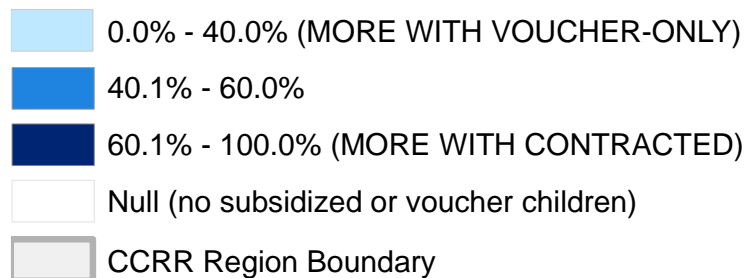 0.0% - 40.0% (MORE WITH VOUCHER-ONLY)
40.1% - 60.0%
60.1% - 100.0% (MORE WITH CONTRACTED)
Null (no subsidized or voucher children)
CCRR Region Boundary